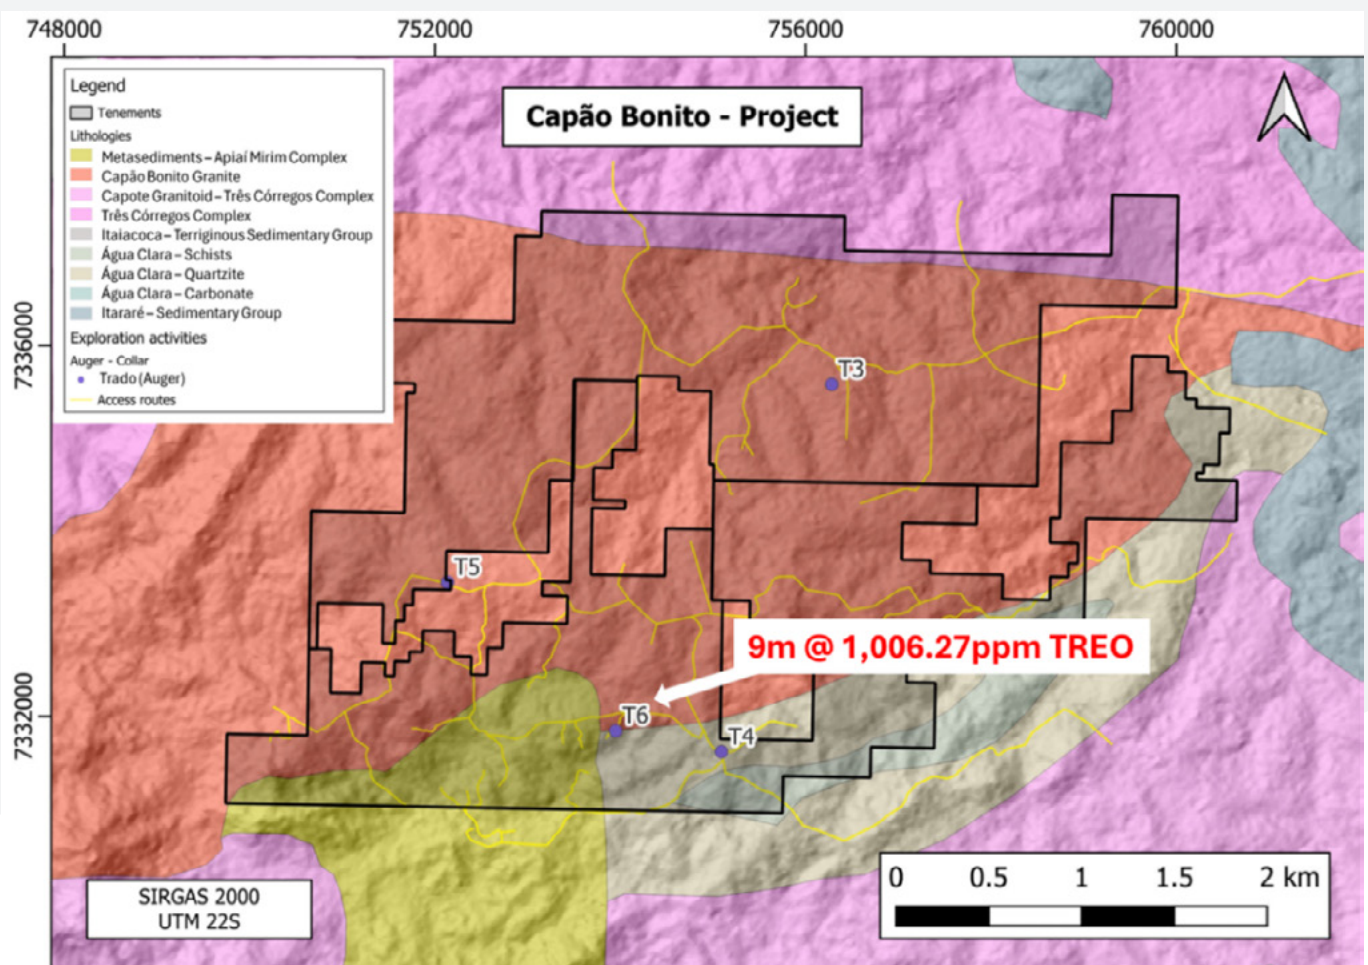 748000
752000
756000
760000
Capão Bonito - Project
Legend
Tenements
Lithologies
Metasediments – Apiaí Mirim Complex
Capão Bonito Granite
Capote Granitoid – Três Córregos Complex
Três Córregos Complex
Itaiacoca – Terriginous Sedimentary Group
Água Clara – Schists
Água Clara – Quartzite
Água Clara – Carbonate
Itararé – Sedimentary Group
Exploration activities
Auger - Collar
Trado (Auger)
Access routes
7336000
T3
T5
9m @ 1,006.27ppm TREO
7332000
T6
T4
SIRGAS 2000
UTM 22S
0 0.5 1 1.5 2 km